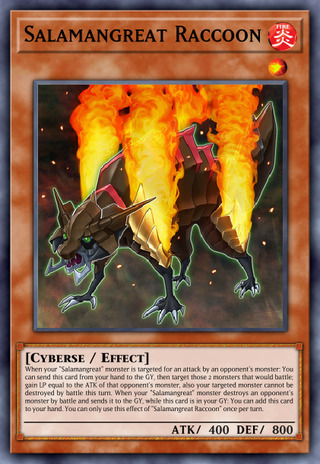 Salamangreat Raccoon
FIRE
炎
[Cyberse / Effect]
When your "Salamangreat" monster is targeted for an attack by an opponent's monster: You
can send this card from your hand to the GY, then target those 2 monsters that would battle;
gain LP equal to the ATK of that opponent's monster, also your targeted monster cannot be
destroyed by battle this turn. When your "Salamangreat" monster destroys an opponent's
monster by battle and sends it to the GY, while this card is in your GY: You can add this card
to your hand. You can only use this effect of "Salamangreat Raccoon" once per turn.
ATK/ 400 DEF/ 800